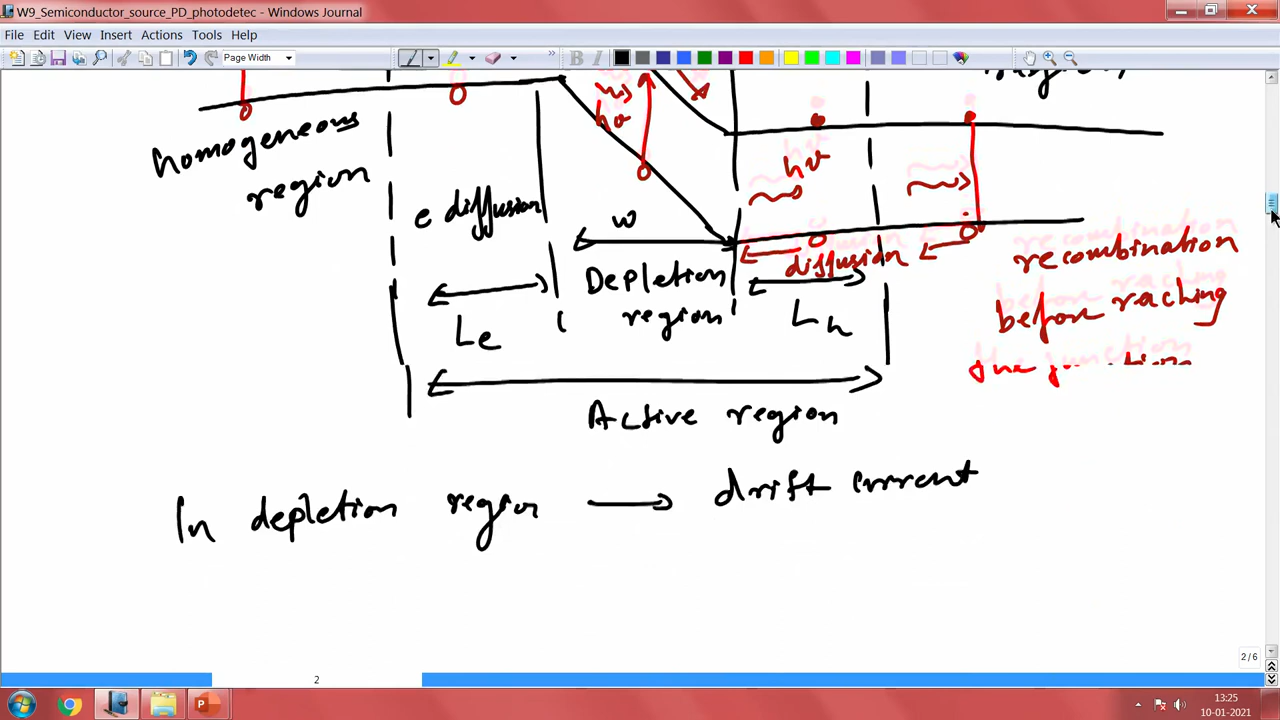 W9_Semiconductor_source_PD_photodetec - Windows Journal
File Edit View Insert Actions Tools Help
Page Width
homogeneous
region
hν
hν
e diffusion
w
diffusion
Depletion
region
Le
Lh
recombination
before raching
the junction
Active region
In depletion region → drift current
2/6
2
13:25
10-01-2021